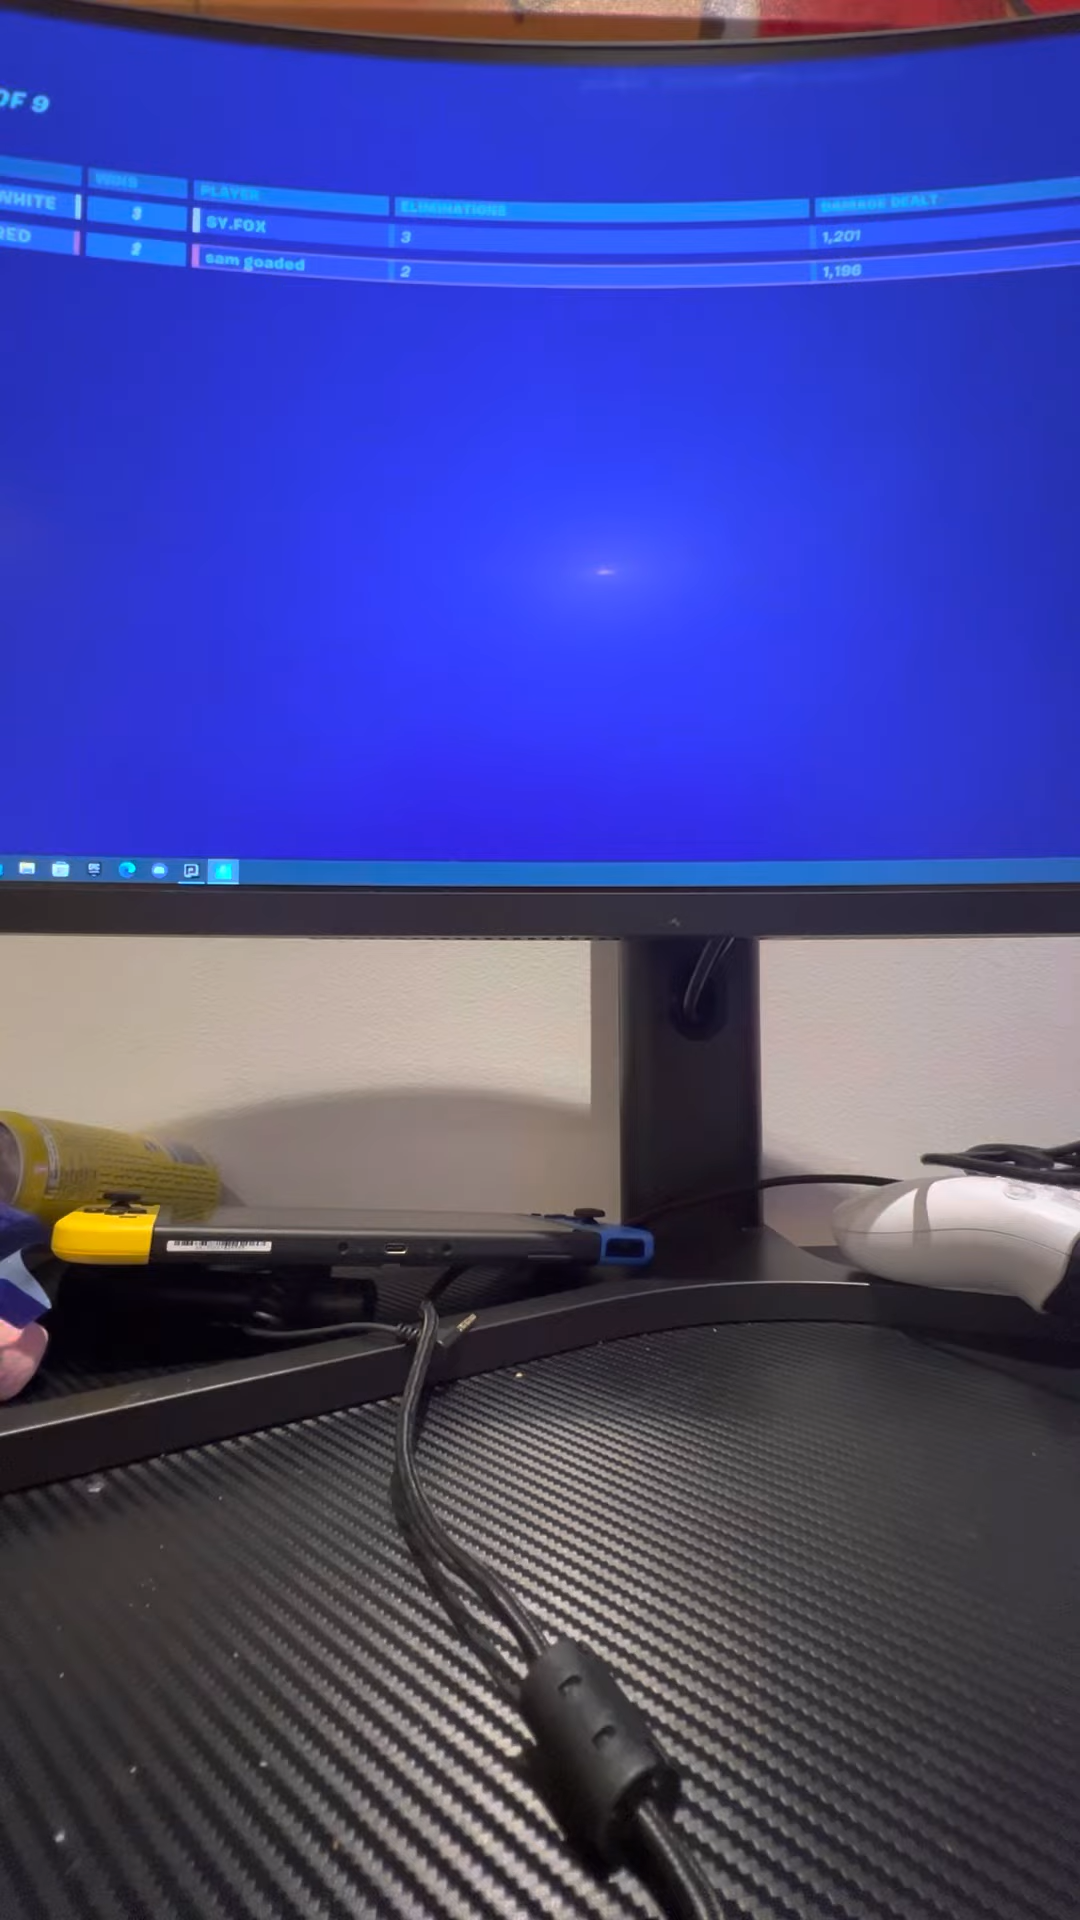 OF 9
WINS PLAYER ELIMINATIONS DAMAGE DEALT
WHITE 3 SY.FOX 3 1,201
RED 2 sam goaded 2 1,196